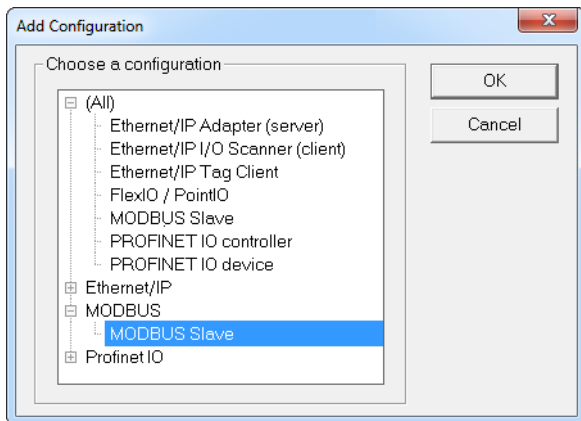 Add Configuration
Choose a configuration
OK
Cancel
(All)
Ethernet/IP Adapter (server)
Ethernet/IP I/O Scanner (client)
Ethernet/IP Tag Client
FlexIO / PointIO
MODBUS Slave
PROFINET IO controller
PROFINET IO device
Ethernet/IP
MODBUS
MODBUS Slave
Profinet IO